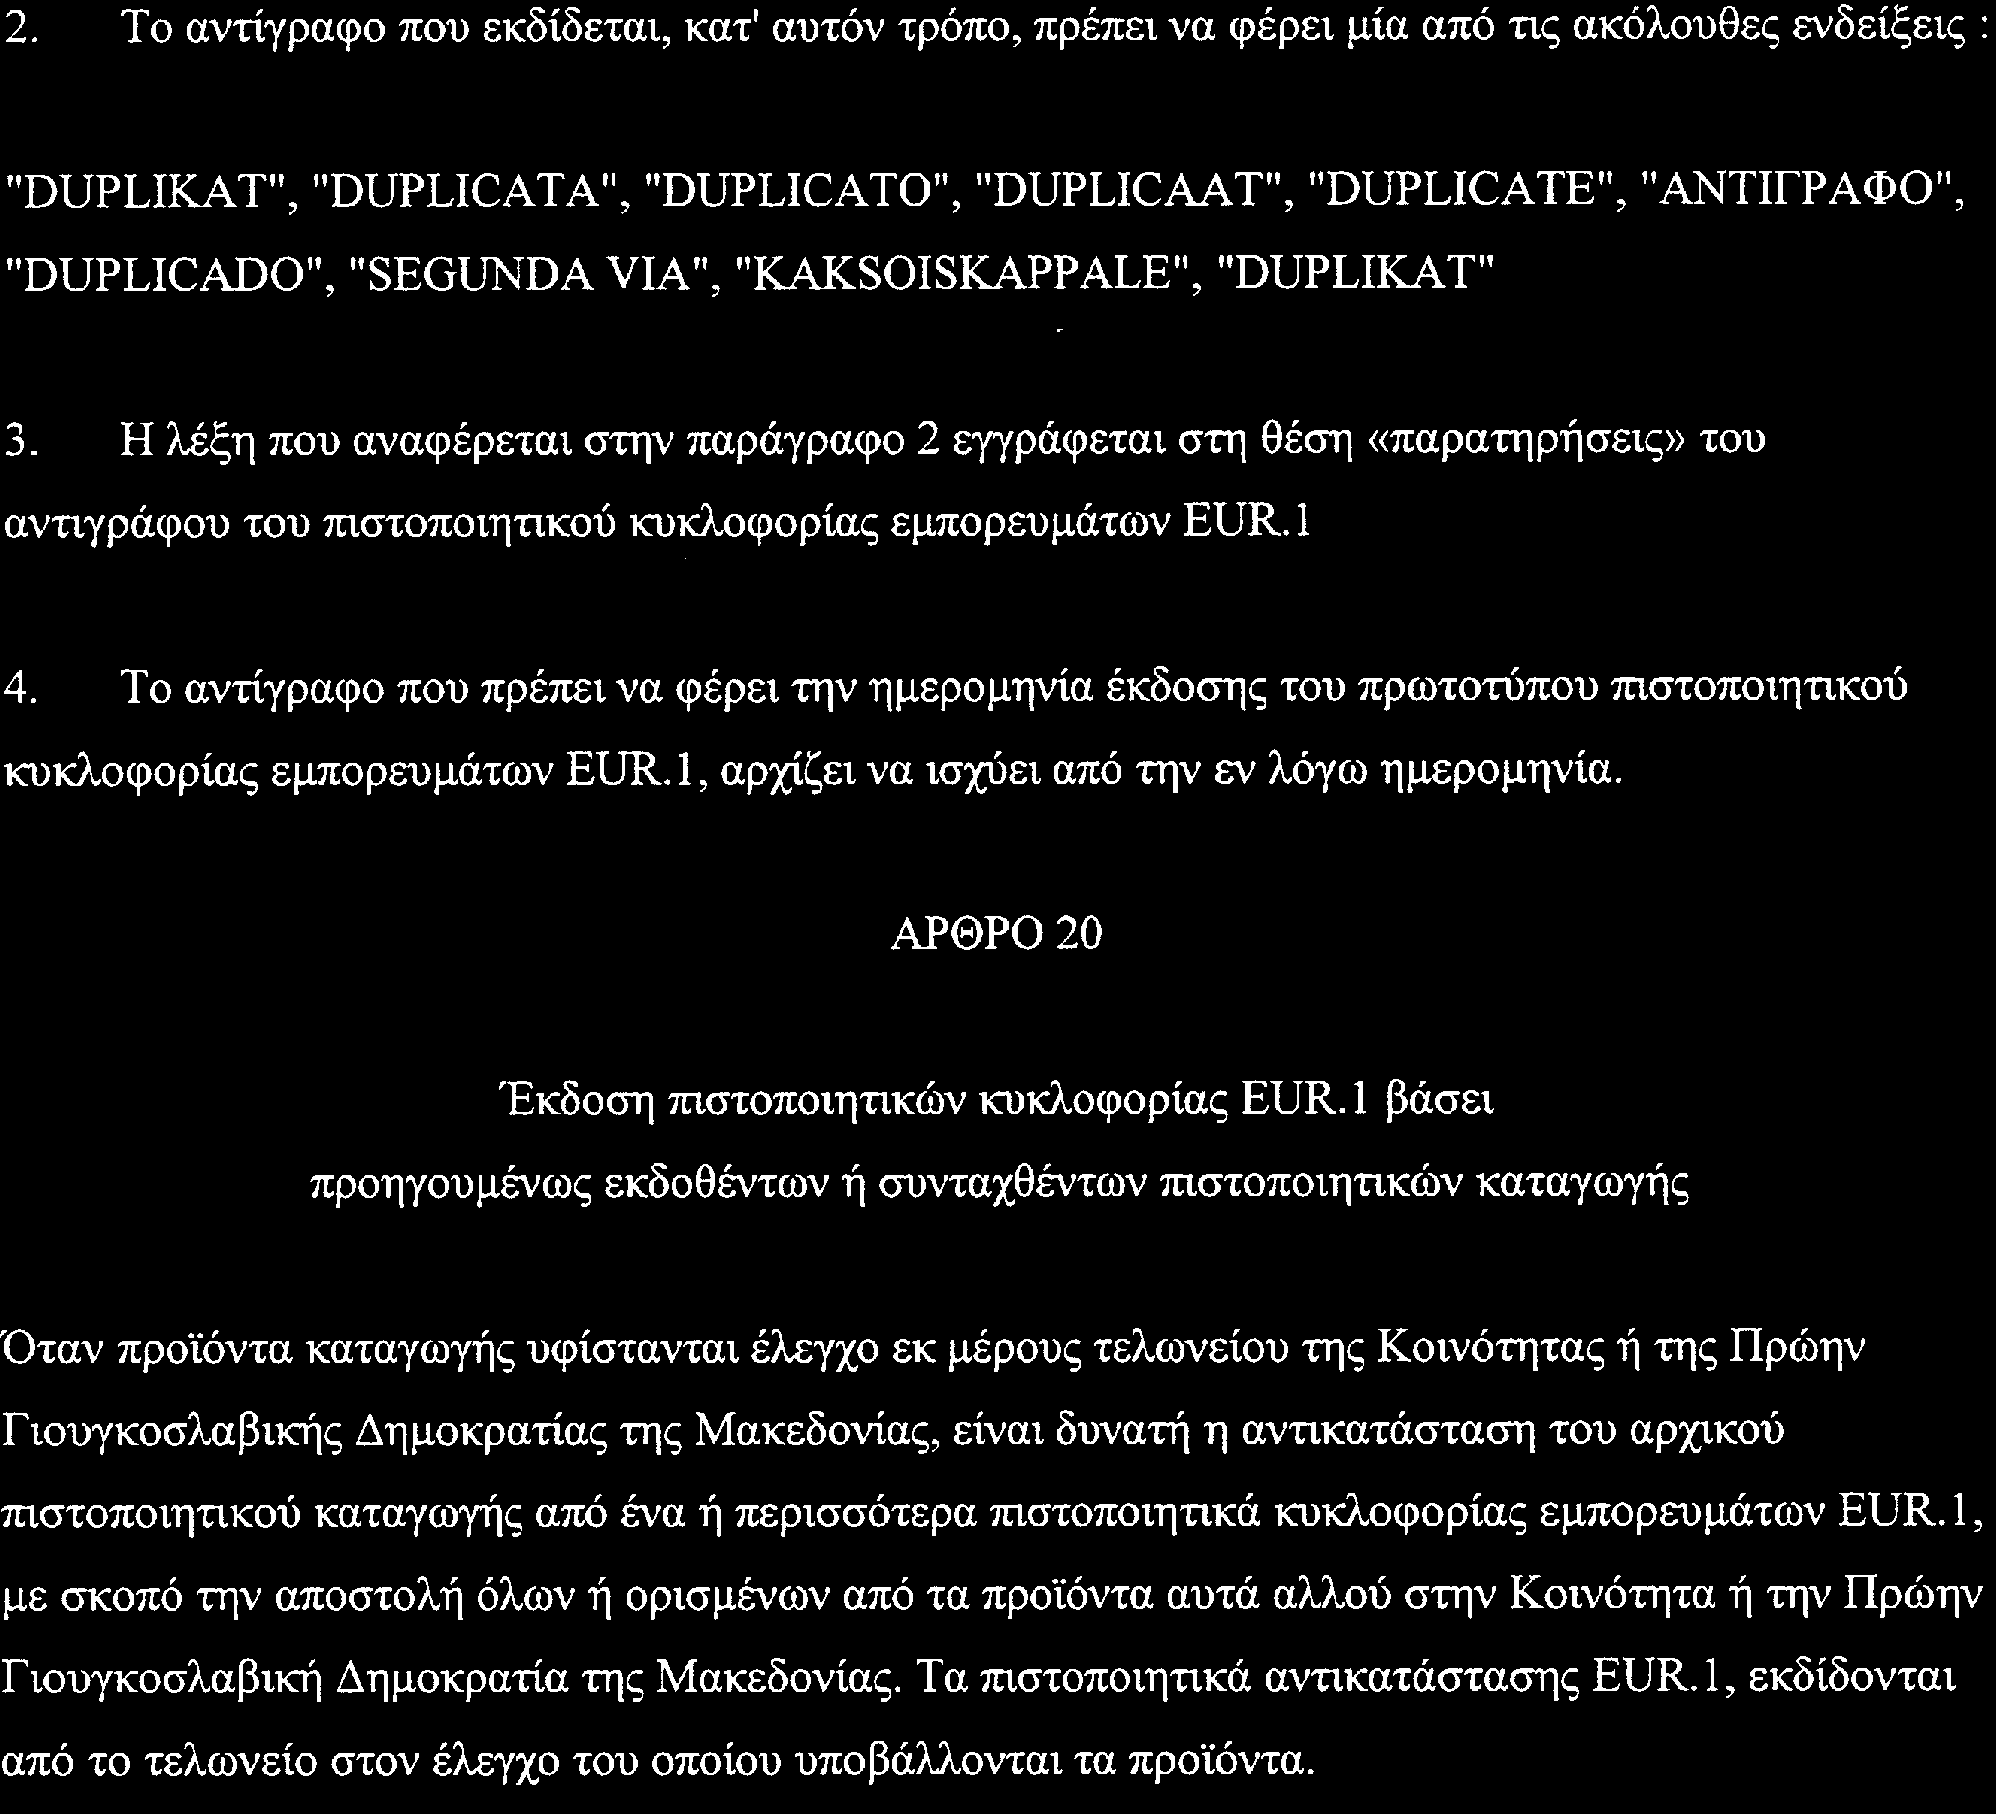 2. Το αντίγραφο που εκδίδεται, κατ' αυτόν τρόπο, πρέπει να φέρει μία από τις ακόλουθες ενδείξεις :
"DUPLIKAT", "DUPLICATA", "DUPLICATO", "DUPLICAAT", "DUPLICATE", "ΑΝΤΙΓΡΑΦΟ",
"DUPLICADO", "SEGUNDA VIA", "KAKSOISKAPPALE", "DUPLIKAT"
3. Η λέξη που αναφέρεται στην παράγραφο 2 εγγράφεται στη θέση «παρατηρήσεις» του
αντιγράφου του πιστοποιητικού κυκλοφορίας εμπορευμάτων EUR.1
4. Το αντίγραφο που πρέπει να φέρει την ημερομηνία έκδοσης του πρωτοτύπου πιστοποιητικού
κυκλοφορίας εμπορευμάτων EUR.1, αρχίζει να ισχύει από την εν λόγω ημερομηνία.
ΑΡΘΡΟ 20
Έκδοση πιστοποιητικών κυκλοφορίας EUR.1 βάσει
προηγουμένως εκδοθέντων ή συνταχθέντων πιστοποιητικών καταγωγής
Όταν προϊόντα καταγωγής υφίστανται έλεγχο εκ μέρους τελωνείου της Κοινότητας ή της Πρώην
Γιουγκοσλαβικής Δημοκρατίας της Μακεδονίας, είναι δυνατή η αντικατάσταση του αρχικού
πιστοποιητικού καταγωγής από ένα ή περισσότερα πιστοποιητικά κυκλοφορίας εμπορευμάτων EUR.1,
με σκοπό την αποστολή όλων ή ορισμένων από τα προϊόντα αυτά αλλού στην Κοινότητα ή την Πρώην
Γιουγκοσλαβική Δημοκρατία της Μακεδονίας. Τα πιστοποιητικά αντικατάστασης EUR.1, εκδίδονται
από το τελωνείο στον έλεγχο του οποίου υποβάλλονται τα προϊόντα.